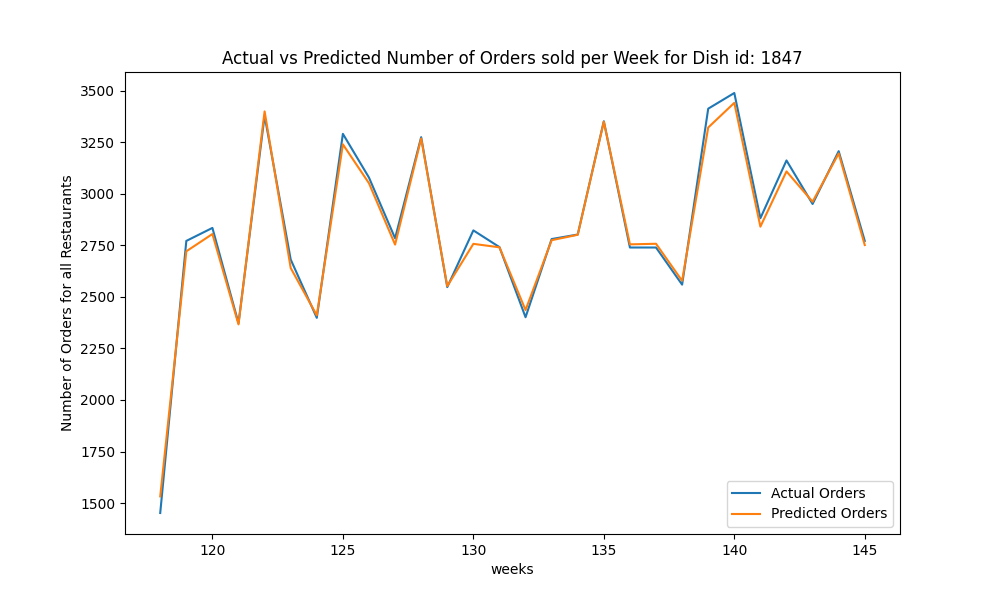 Actual vs Predicted Number of Orders sold per Week for Dish id: 1847
Number of Orders for all Restaurants
3500
3250
3000
2750
2500
2250
2000
1750
1500
120 125 130 135 140 145
weeks
Actual Orders
Predicted Orders